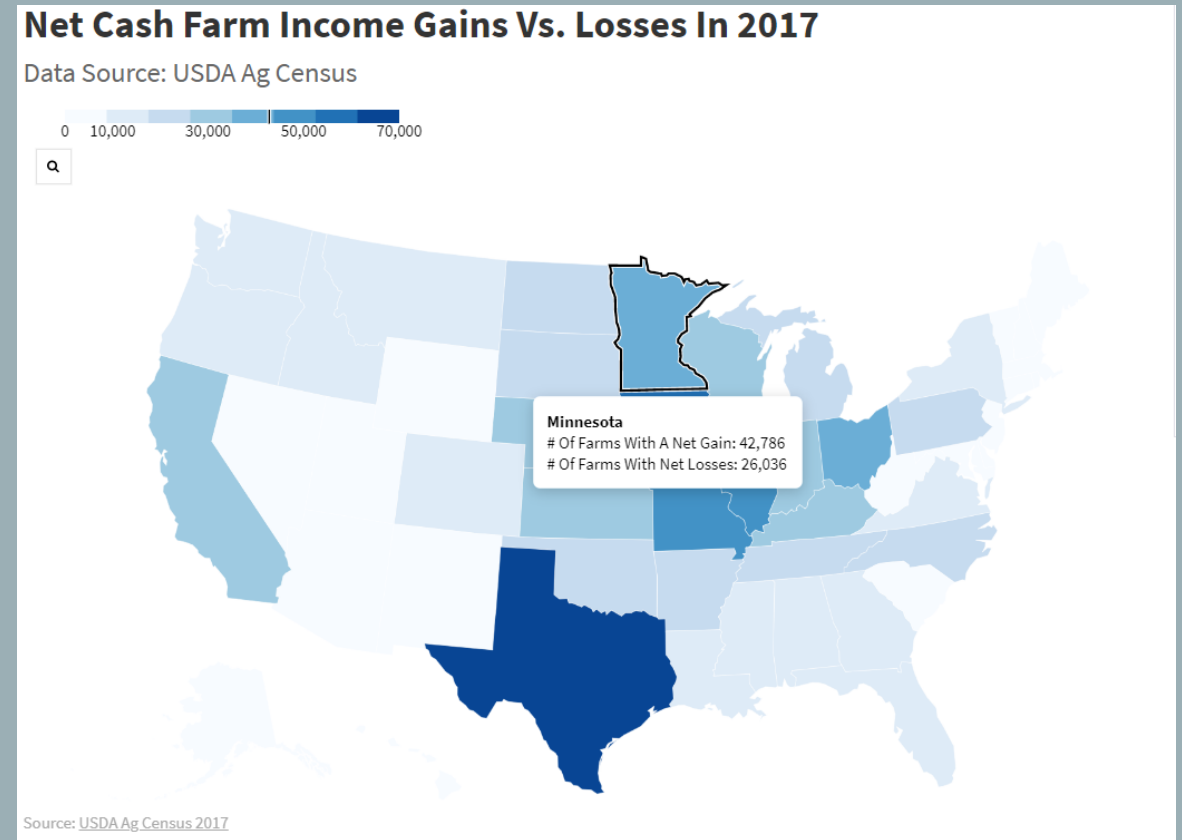 Net Cash Farm Income Gains Vs. Losses In 2017
Data Source: USDA Ag Census
0 10,000 30,000 50,000 70,000
Minnesota
# Of Farms With A Net Gain: 42,786
# Of Farms With Net Losses: 26,036
Source: USDA Ag Census 2017